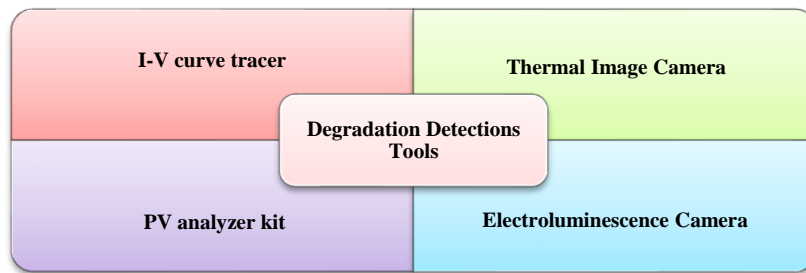 I-V curve tracer
Thermal Image Camera
Degradation Detections
Tools
PV analyzer kit
Electroluminescence Camera